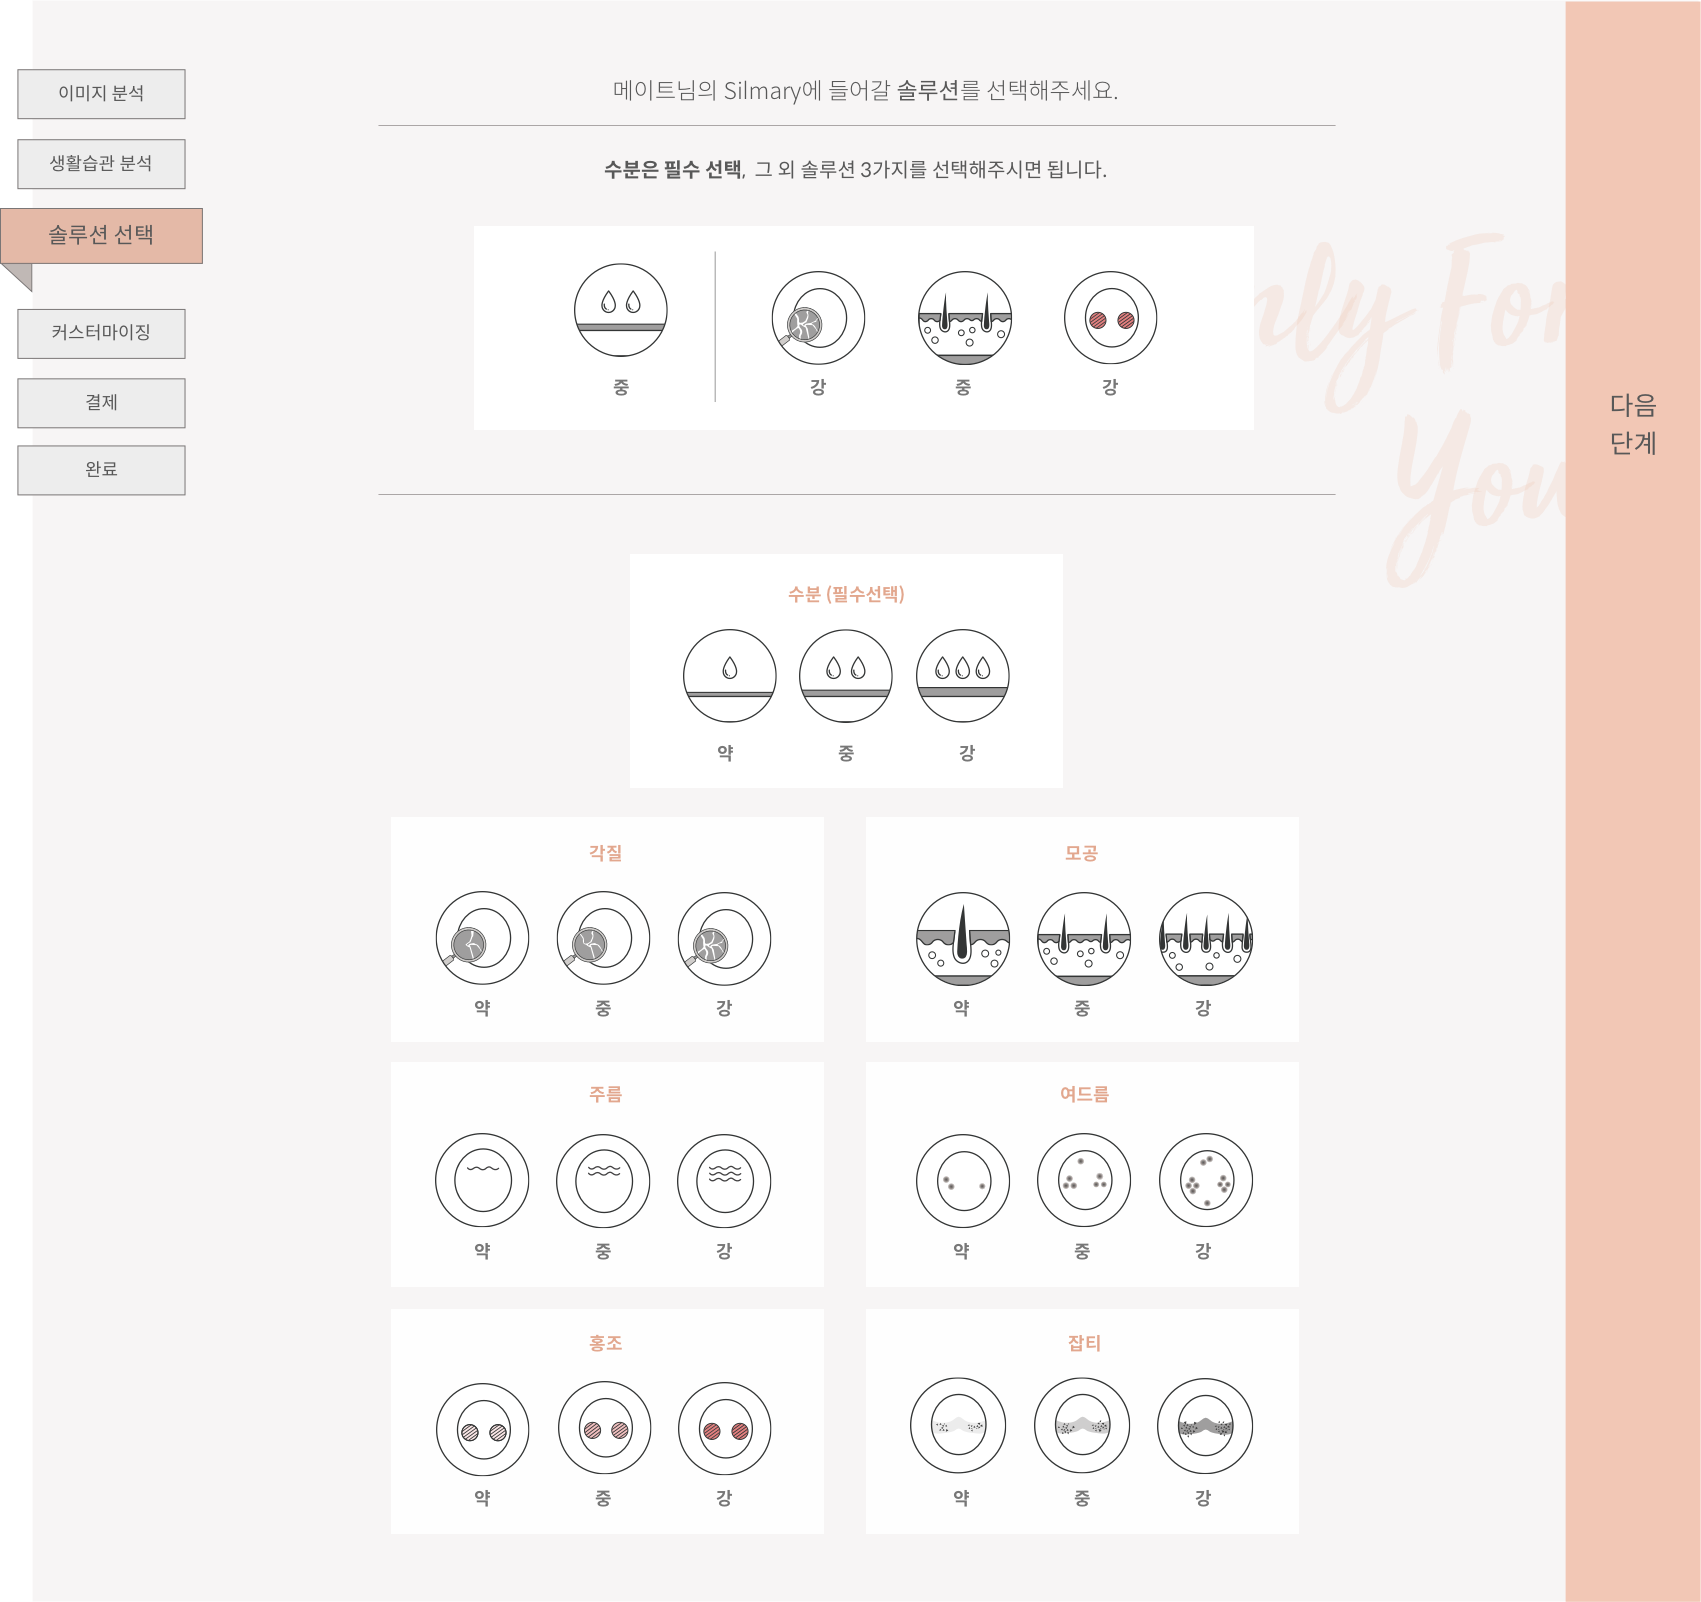 이미지 분석
생활습관 분석
솔루션 선택
커스터마이징
결제
완료
메이트님의 Silmary에 들어갈 솔루션를 선택해주세요.
수분은 필수 선택, 그 외 솔루션 3가지를 선택해주시면 됩니다.
중 강 중 강
nly For
You
다음
단계
수분 (필수선택)
약 중 강
각질
약 중 강
모공
약 중 강
주름
약 중 강
여드름
약 중 강
홍조
약 중 강
잡티
약 중 강